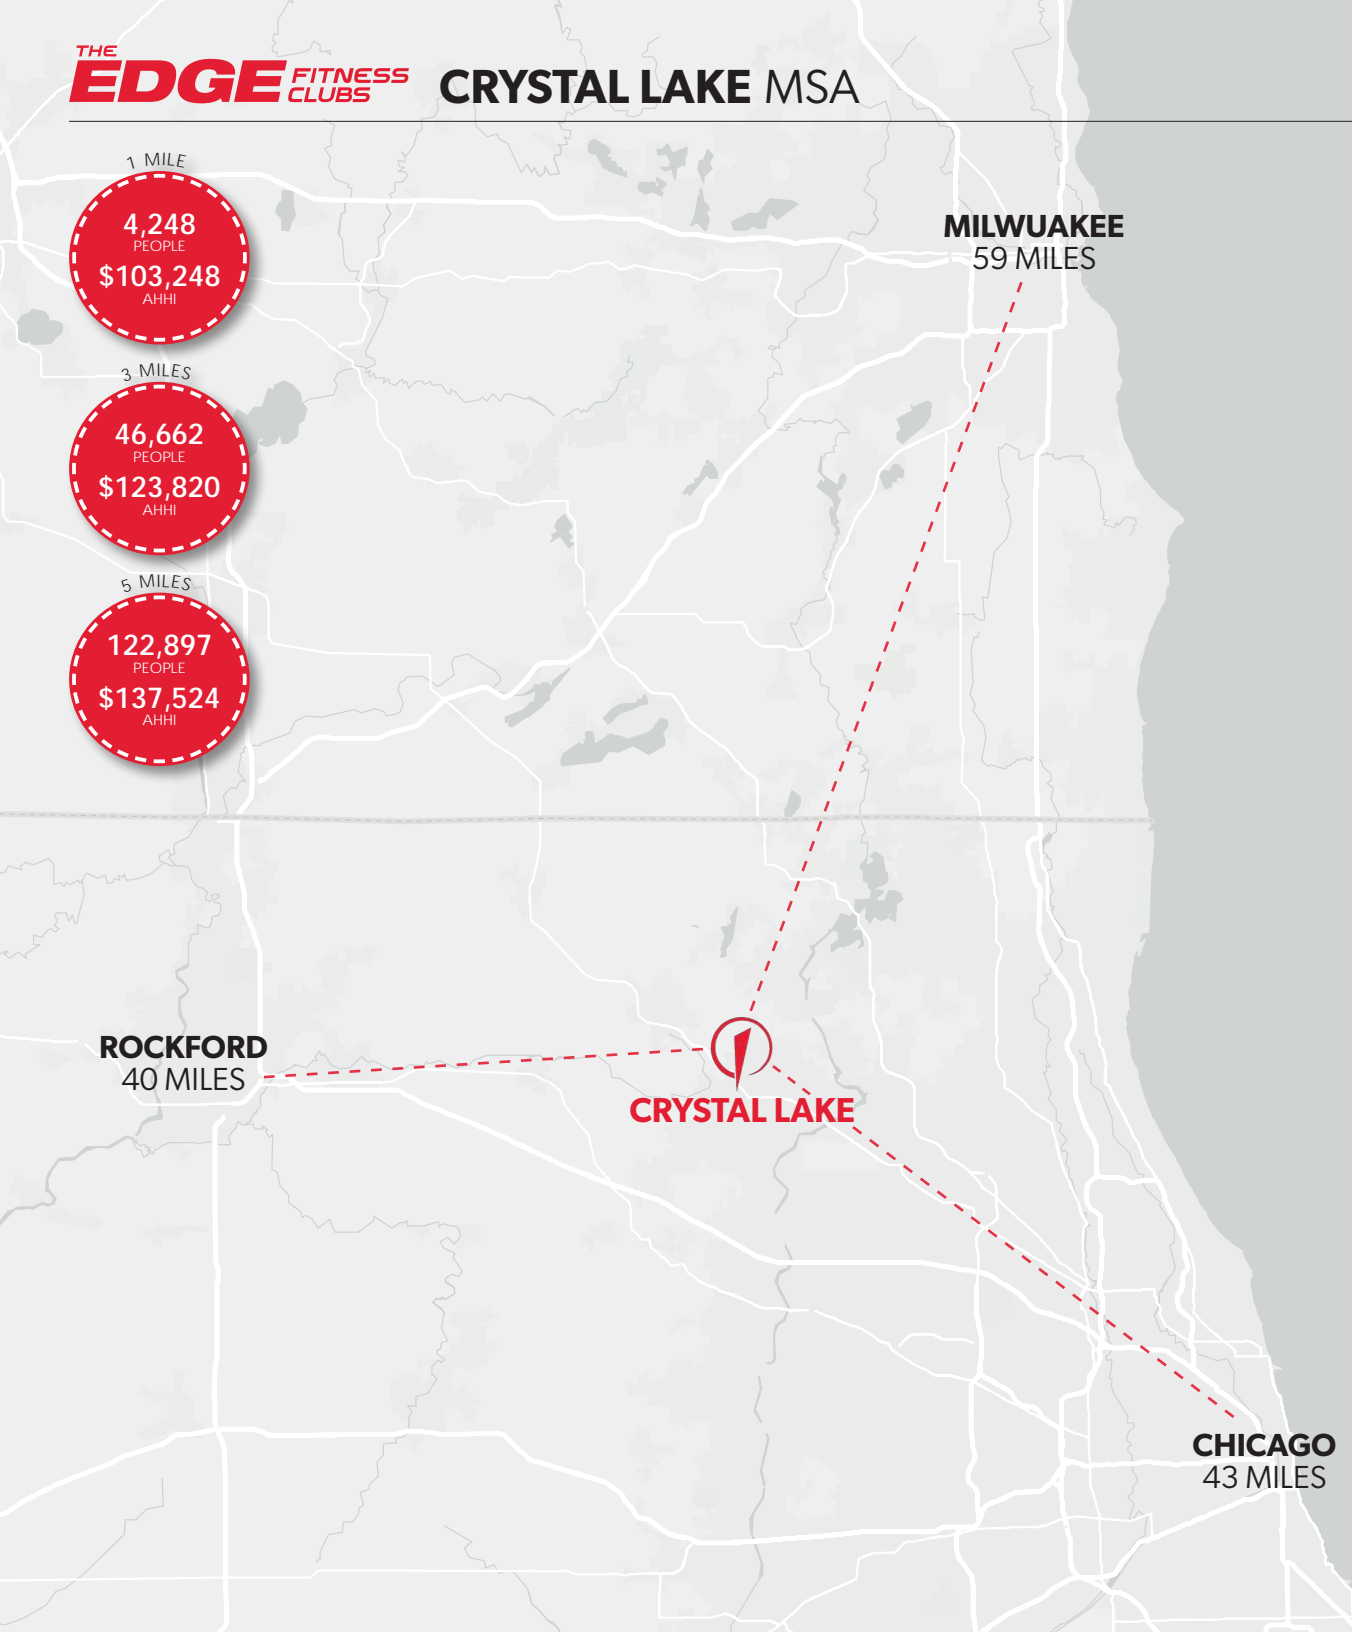 THE
EDGE FITNESS
CLUBS
CRYSTAL LAKE MSA
1 MILE
4,248
PEOPLE
$103,248
AHHI
3 MILES
46,662
PEOPLE
$123,820
AHHI
5 MILES
122,897
PEOPLE
$137,524
AHHI
MILWUAKEE
59 MILES
ROCKFORD
40 MILES
CRYSTAL LAKE
CHICAGO
43 MILES